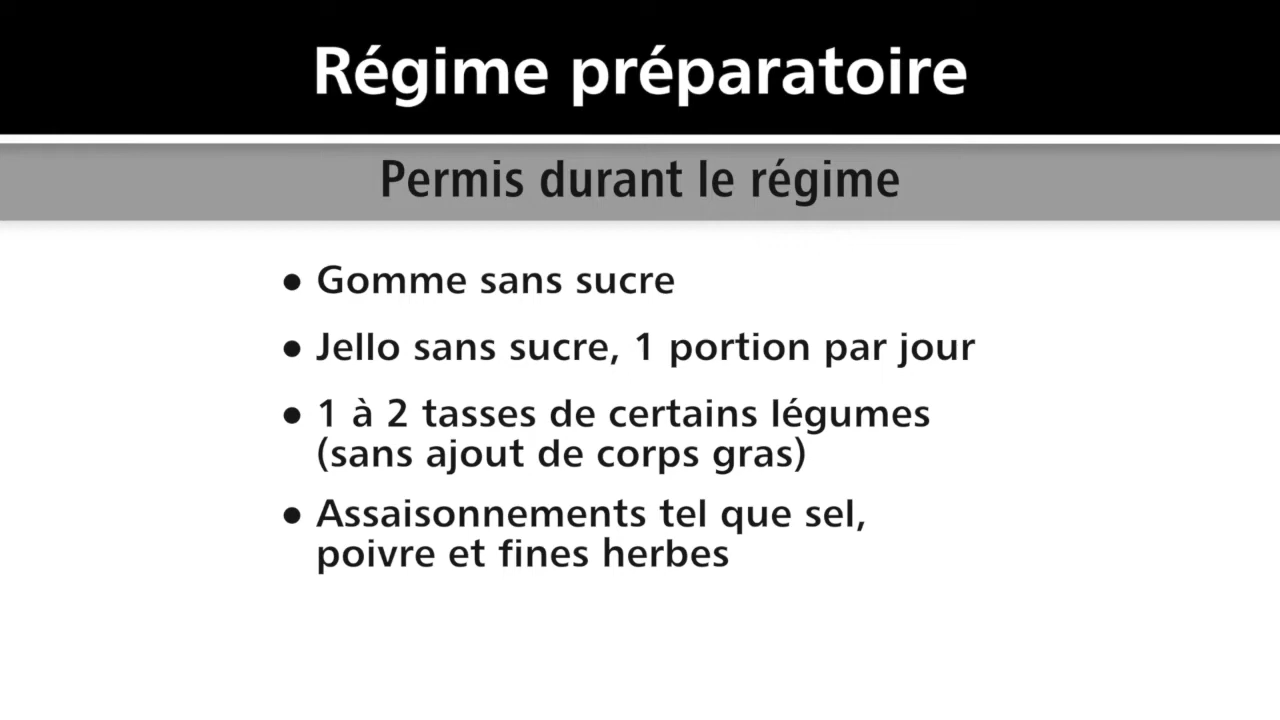 Régime préparatoire
Permis durant le régime
● Gomme sans sucre
● Jello sans sucre, 1 portion par jour
● 1 à 2 tasses de certains légumes
(sans ajout de corps gras)
● Assaisonnements tel que sel,
poivre et fines herbes